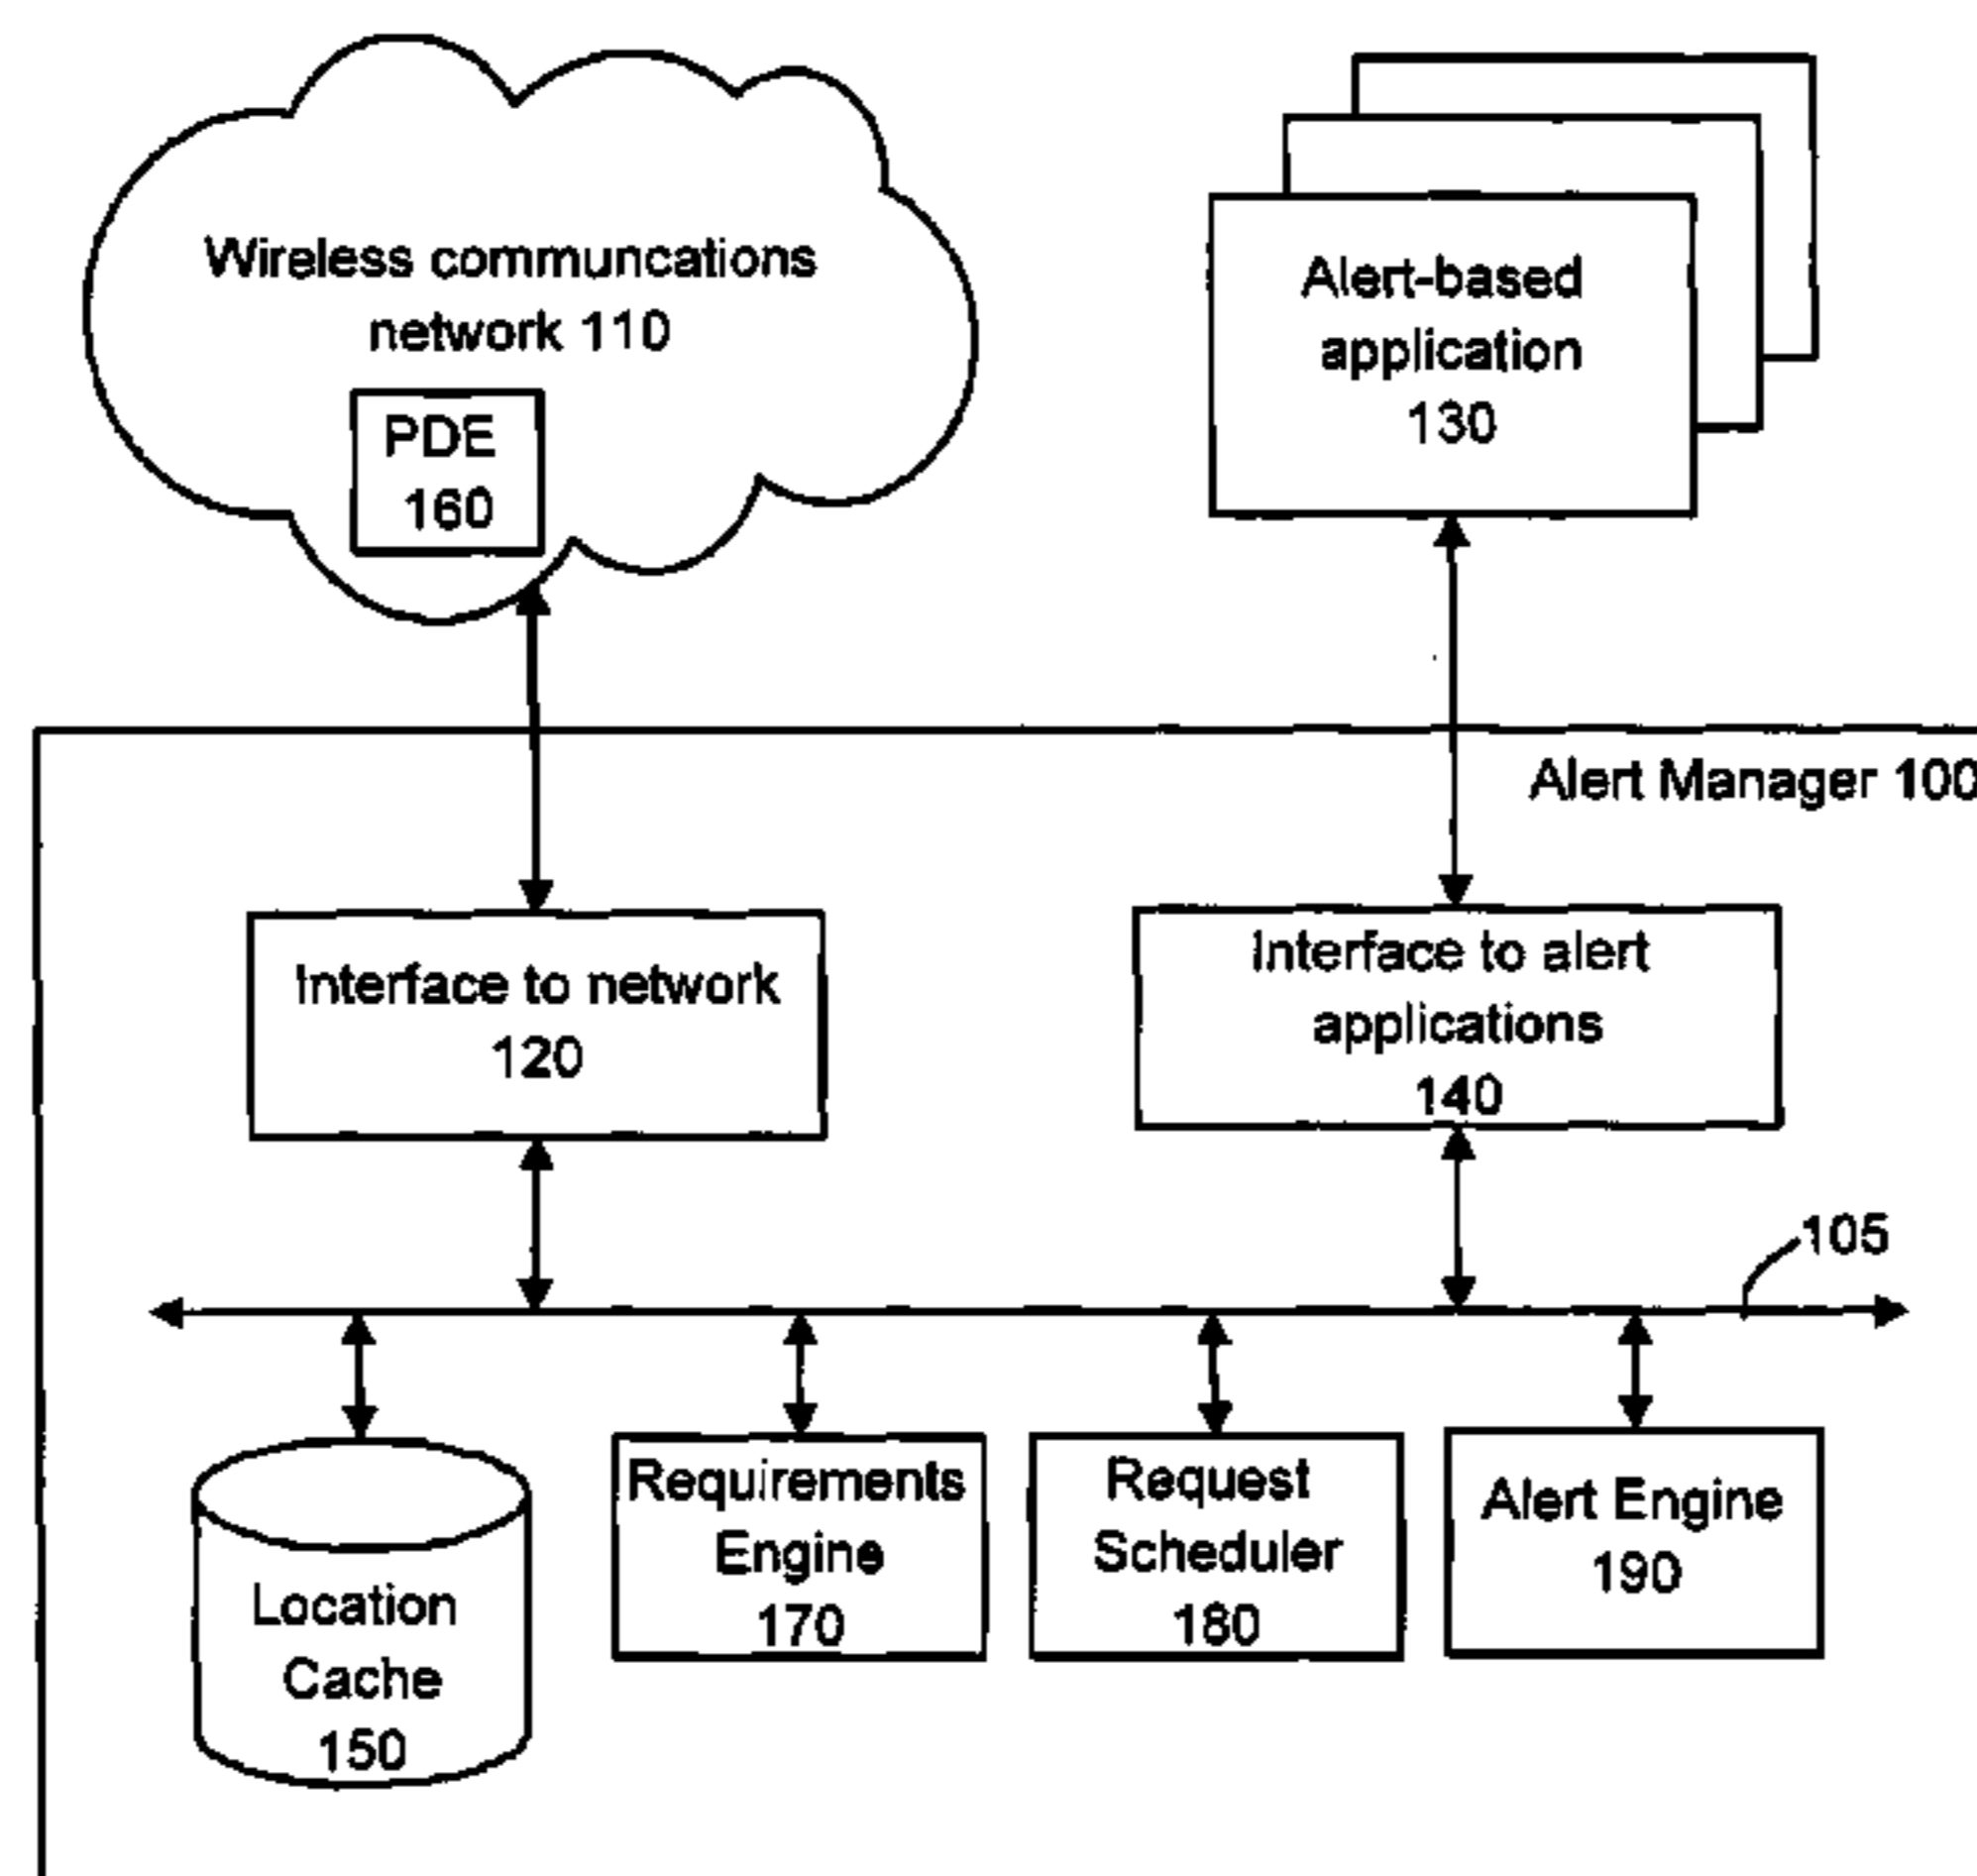 Wireless communcations
network 110
PDE
160
Alert-based
application
130
Alert Manager 100
Interface to network
120
Interface to alert
applications
140
105
Location
Cache
150
Requirements
Engine
170
Request
Scheduler
180
Alert Engine
190